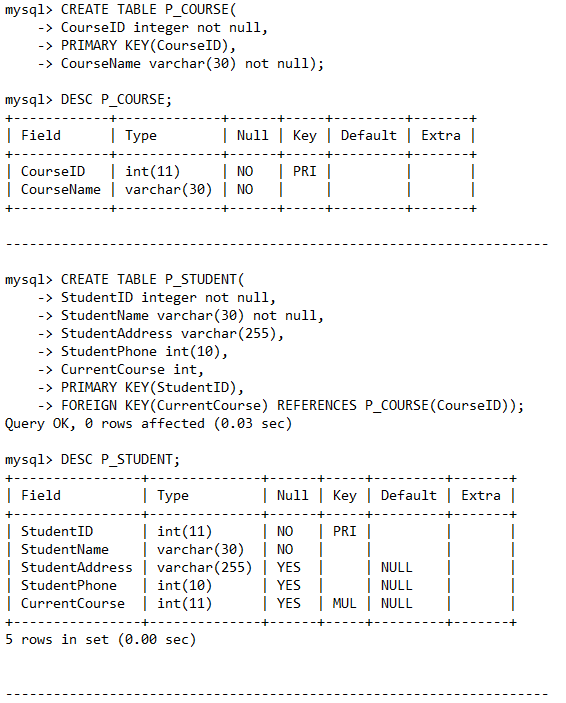 mysql> CREATE TABLE P_COURSE(
    -> CourseID integer not null,
    -> PRIMARY KEY(CourseID),
    -> CourseName varchar(30) not null);
mysql> DESC P_COURSE;
+------------+-------------+------+-----+---------+-------+
| Field      | Type        | Null | Key | Default | Extra |
+------------+-------------+------+-----+---------+-------+
| CourseID   | int(11)     | NO   | PRI |         |       |
| CourseName | varchar(30) | NO   |     |         |       |
+------------+-------------+------+-----+---------+-------+
--------------------------------------------------------------------
mysql> CREATE TABLE P_STUDENT(
    -> StudentID integer not null,
    -> StudentName varchar(30) not null,
    -> StudentAddress varchar(255),
    -> StudentPhone int(10),
    -> CurrentCourse int,
    -> PRIMARY KEY(StudentID),
    -> FOREIGN KEY(CurrentCourse) REFERENCES P_COURSE(CourseID));
Query OK, 0 rows affected (0.03 sec)
mysql> DESC P_STUDENT;
+----------------+--------------+------+-----+---------+-------+
| Field          | Type         | Null | Key | Default | Extra |
+----------------+--------------+------+-----+---------+-------+
| StudentID      | int(11)      | NO   | PRI |         |       |
| StudentName    | varchar(30)  | NO   |     |         |       |
| StudentAddress | varchar(255) | YES  |     | NULL    |       |
| StudentPhone   | int(10)      | YES  |     | NULL    |       |
| CurrentCourse  | int(11)      | YES  | MUL | NULL    |       |
+----------------+--------------+------+-----+---------+-------+
5 rows in set (0.00 sec)
--------------------------------------------------------------------